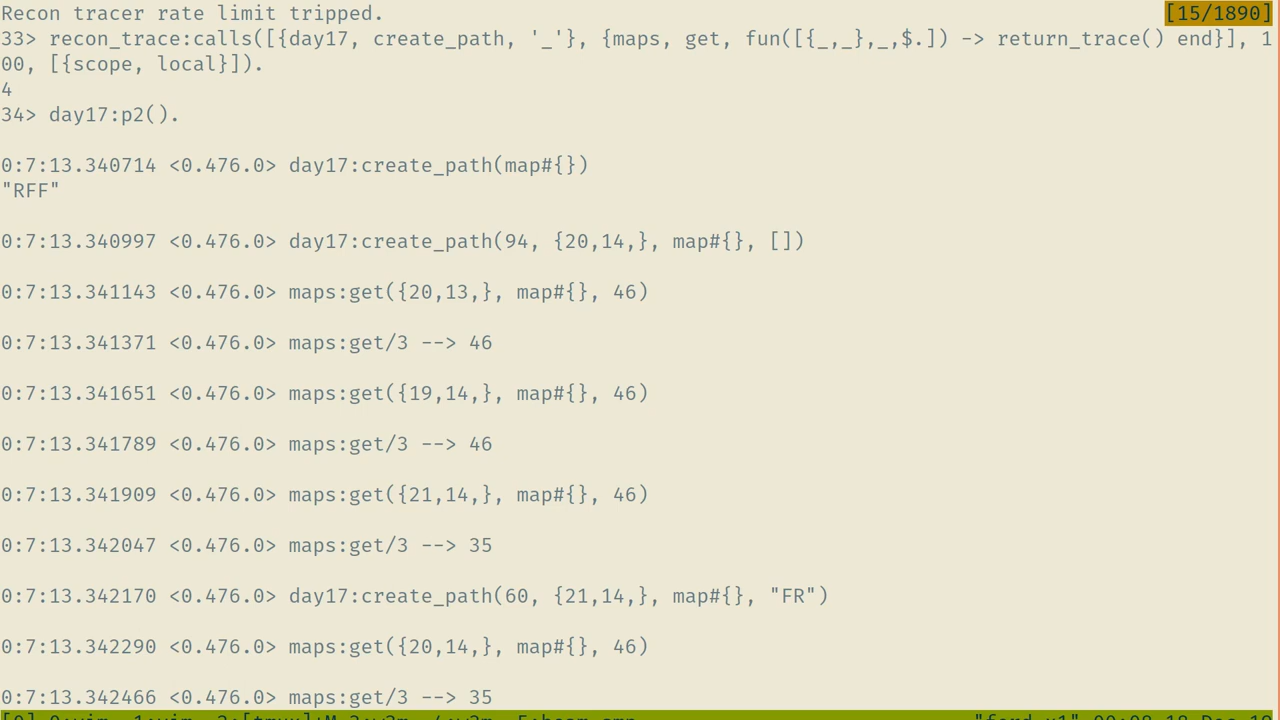 Recon tracer rate limit tripped. [15/1890]
33> recon_trace:calls([{day17, create_path, '_'}, {maps, get, fun([{_,_},_,$.]) -> return_trace() end}], 1
00, [{scope, local}]).
4
34> day17:p2().
0:7:13.340714 <0.476.0> day17:create_path(map#{})
"RFF"
0:7:13.340997 <0.476.0> day17:create_path(94, {20,14,}, map#{}, [])
0:7:13.341143 <0.476.0> maps:get({20,13,}, map#{}, 46)
0:7:13.341371 <0.476.0> maps:get/3 --> 46
0:7:13.341651 <0.476.0> maps:get({19,14,}, map#{}, 46)
0:7:13.341789 <0.476.0> maps:get/3 --> 46
0:7:13.341909 <0.476.0> maps:get({21,14,}, map#{}, 46)
0:7:13.342047 <0.476.0> maps:get/3 --> 35
0:7:13.342170 <0.476.0> day17:create_path(60, {21,14,}, map#{}, "FR")
0:7:13.342290 <0.476.0> maps:get({20,14,}, map#{}, 46)
0:7:13.342466 <0.476.0> maps:get/3 --> 35